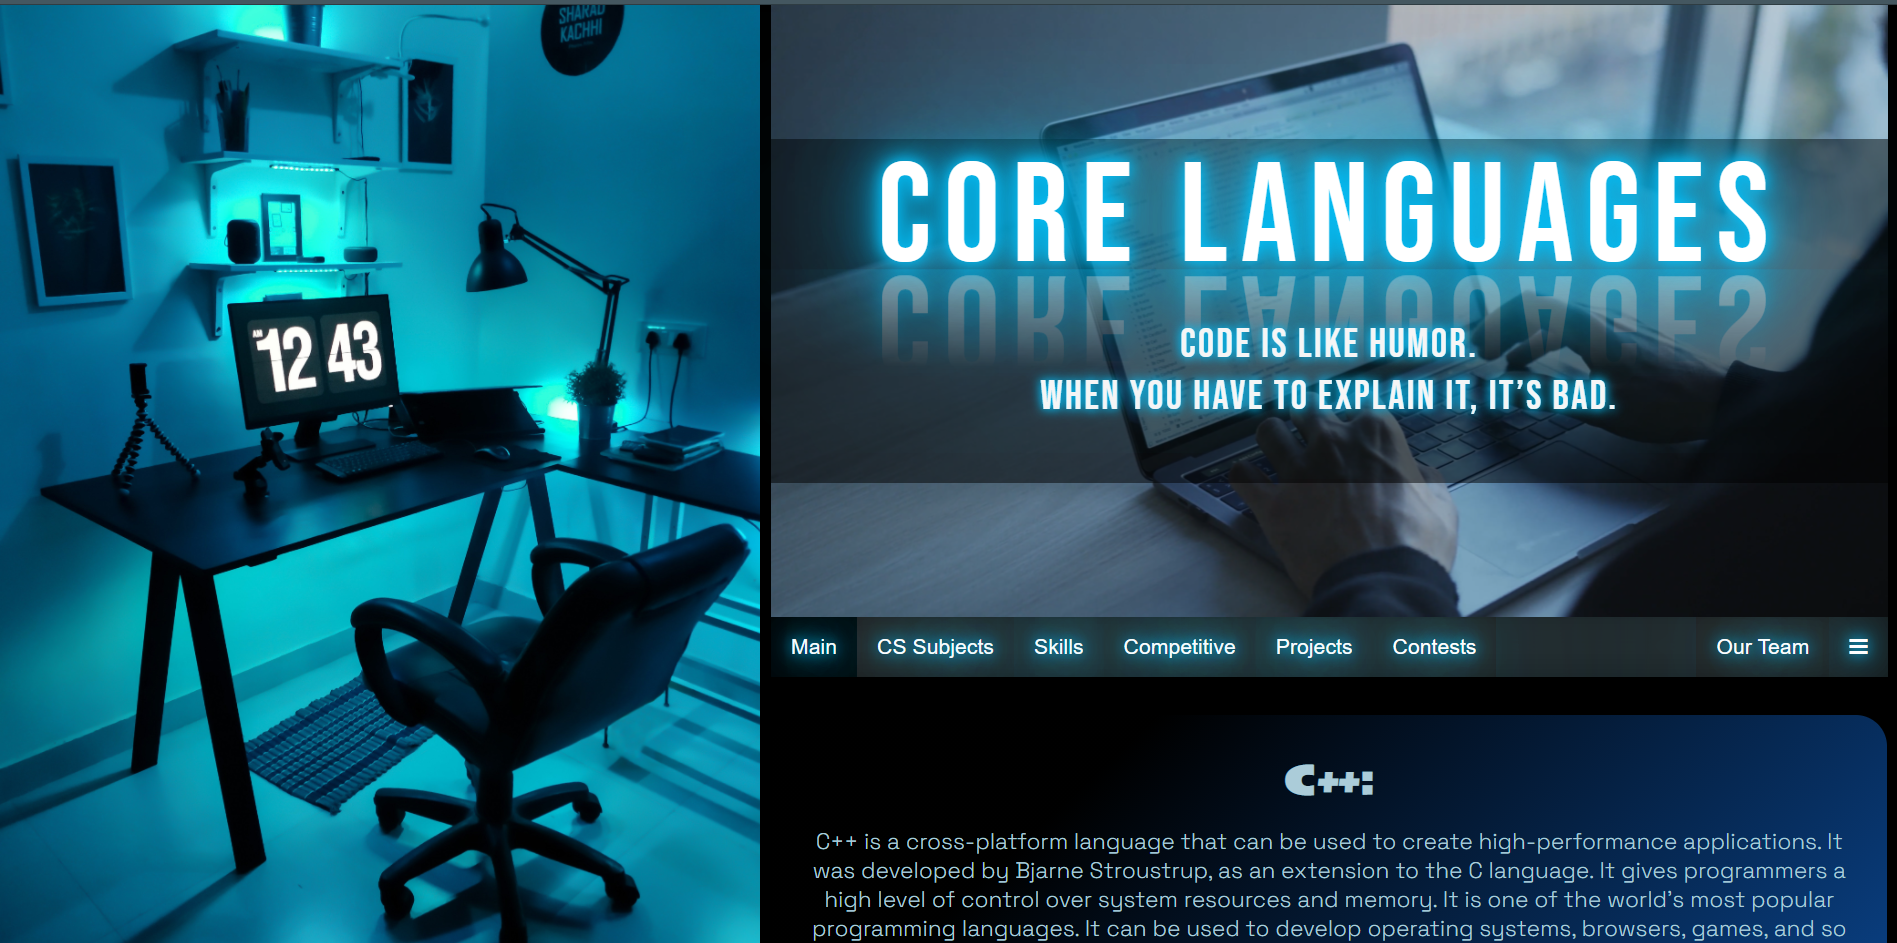 SHARAD
KACHHI
AM
12 43
CORE LANGUAGES
CODE IS LIKE HUMOR.
WHEN YOU HAVE TO EXPLAIN IT, IT’S BAD.
Main CS Subjects Skills Competitive Projects Contests Our Team
C++:
C++ is a cross-platform language that can be used to create high-performance applications. It
was developed by Bjarne Stroustrup, as an extension to the C language. It gives programmers a
high level of control over system resources and memory. It is one of the world’s most popular
programming languages. It can be used to develop operating systems, browsers, games, and so